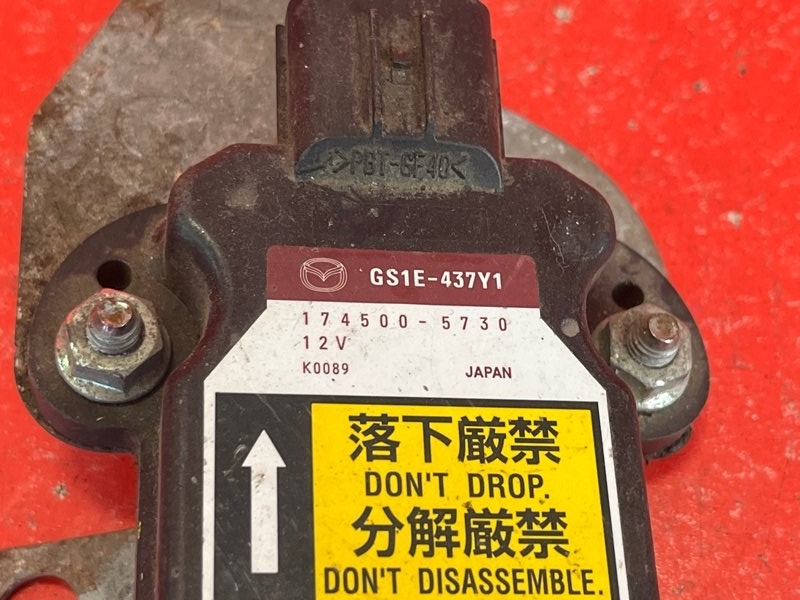 >PBT-GF40<
GS1E-437Y1
174500-5730
12V
K0089 JAPAN
落下厳禁
DON'T DROP.
分解厳禁
DON'T DISASSEMBLE.